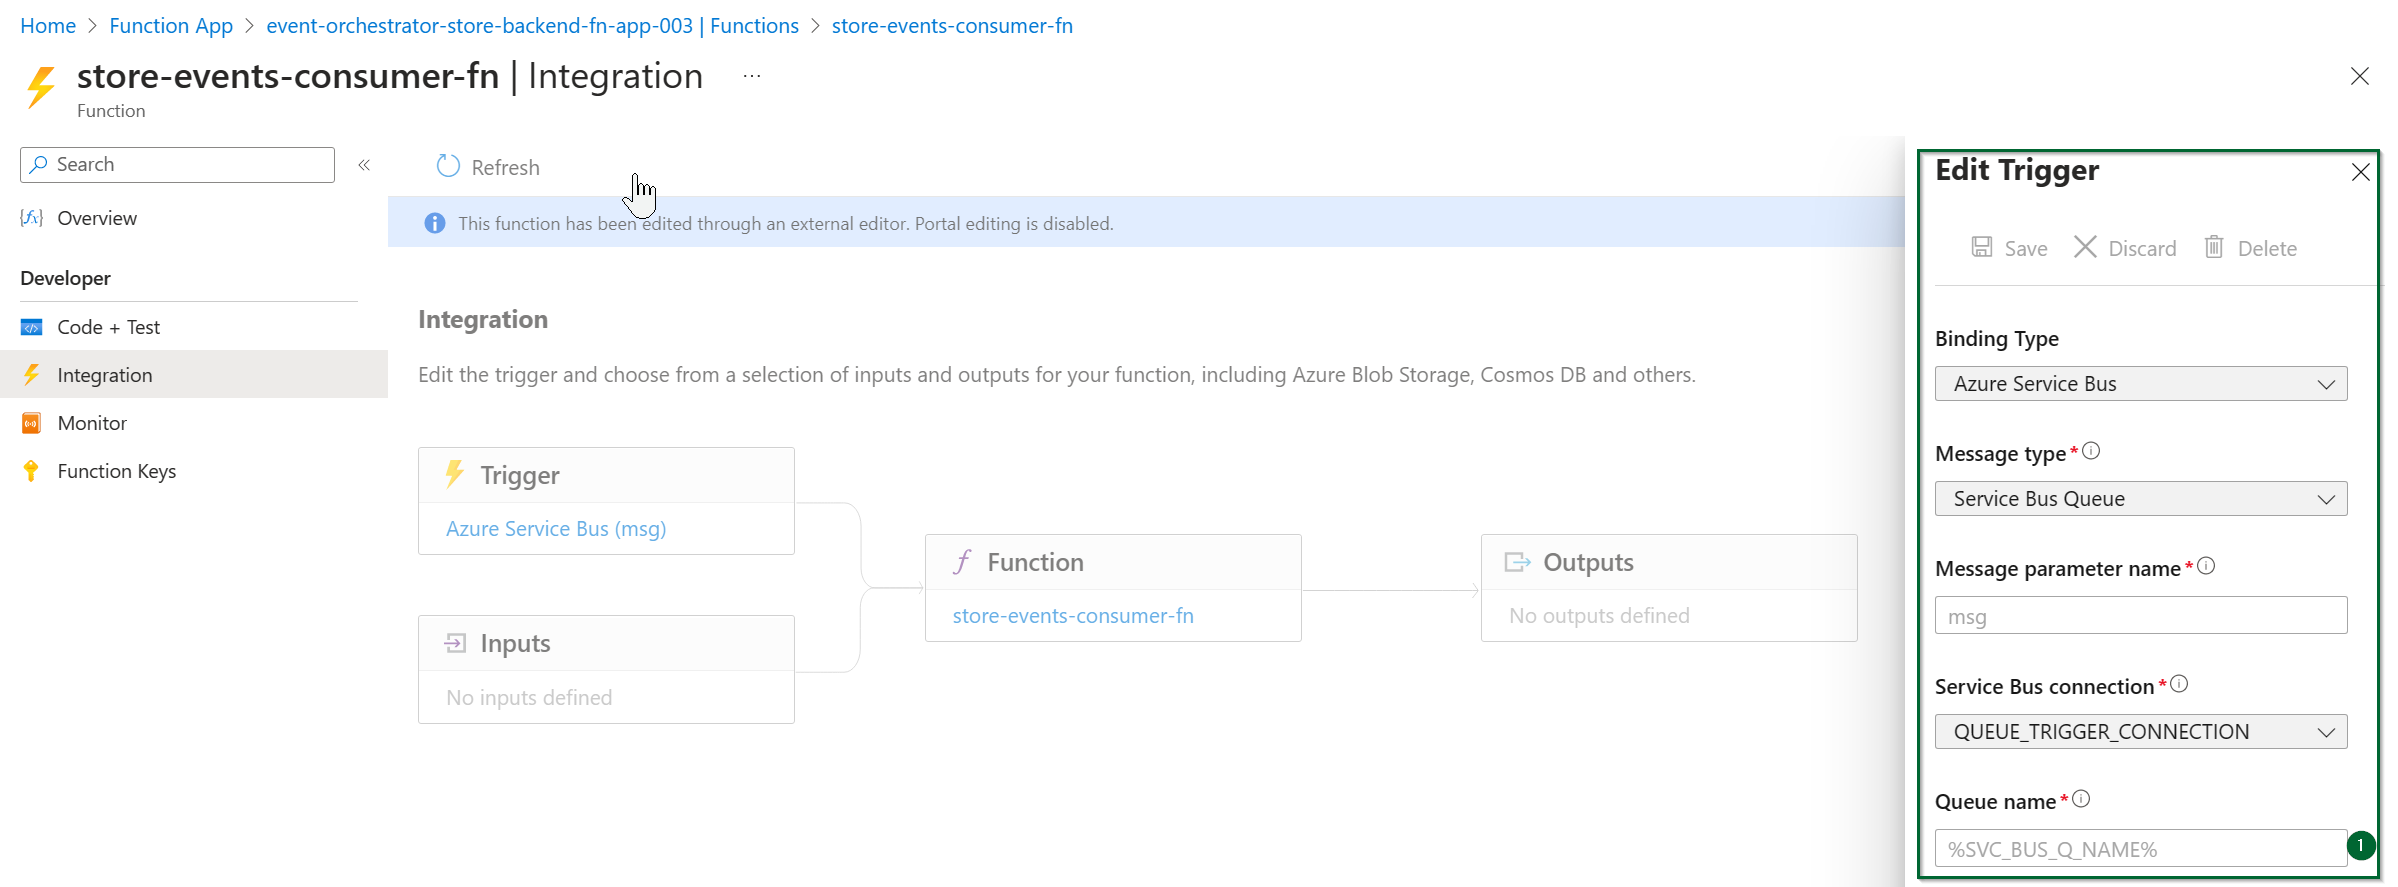 Home > Function App > event-orchestrator-store-backend-fn-app-003 | Functions > store-events-consumer-fn
store-events-consumer-fn | Integration ...
Function
Search
«
Overview
Developer
Code + Test
Integration
Monitor
Function Keys
Refresh
This function has been edited through an external editor. Portal editing is disabled.
Integration
Edit the trigger and choose from a selection of inputs and outputs for your function, including Azure Blob Storage, Cosmos DB and others.
Trigger
Azure Service Bus (msg)
Inputs
No inputs defined
Function
store-events-consumer-fn
Outputs
No outputs defined
Edit Trigger
Save Discard Delete
Binding Type
Azure Service Bus
Message type *
Service Bus Queue
Message parameter name *
msg
Service Bus connection *
QUEUE_TRIGGER_CONNECTION
Queue name *
%SVC_BUS_Q_NAME%
1